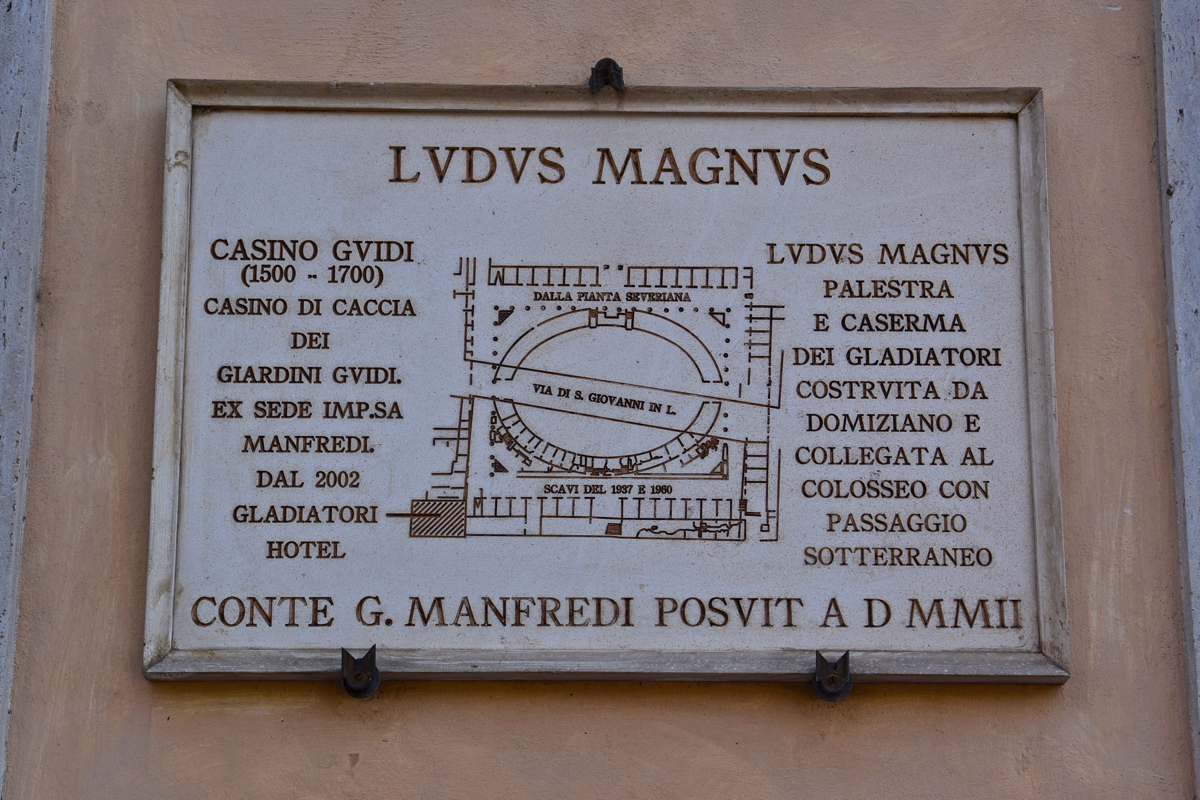 LVDVS MAGNVS
CASINO GVIDI
(1500 - 1700)
CASINO DI CACCIA
DEI
GIARDINI GVIDI.
EX SEDE IMP.SA
MANFREDI.
DAL 2002
GLADIATORI
HOTEL
DALLA PIANTA SEVERIANA
VIA DI S. GIOVANNI IN L.
SCAVI DEL 1937 E 1960
LVDVS MAGNVS
PALESTRA
E CASERMA
DEI GLADIATORI
COSTRVITA DA
DOMIZIANO E
COLLEGATA AL
COLOSSEO CON
PASSAGGIO
SOTTERRANEO
CONTE G. MANFREDI POSVIT A D MMII